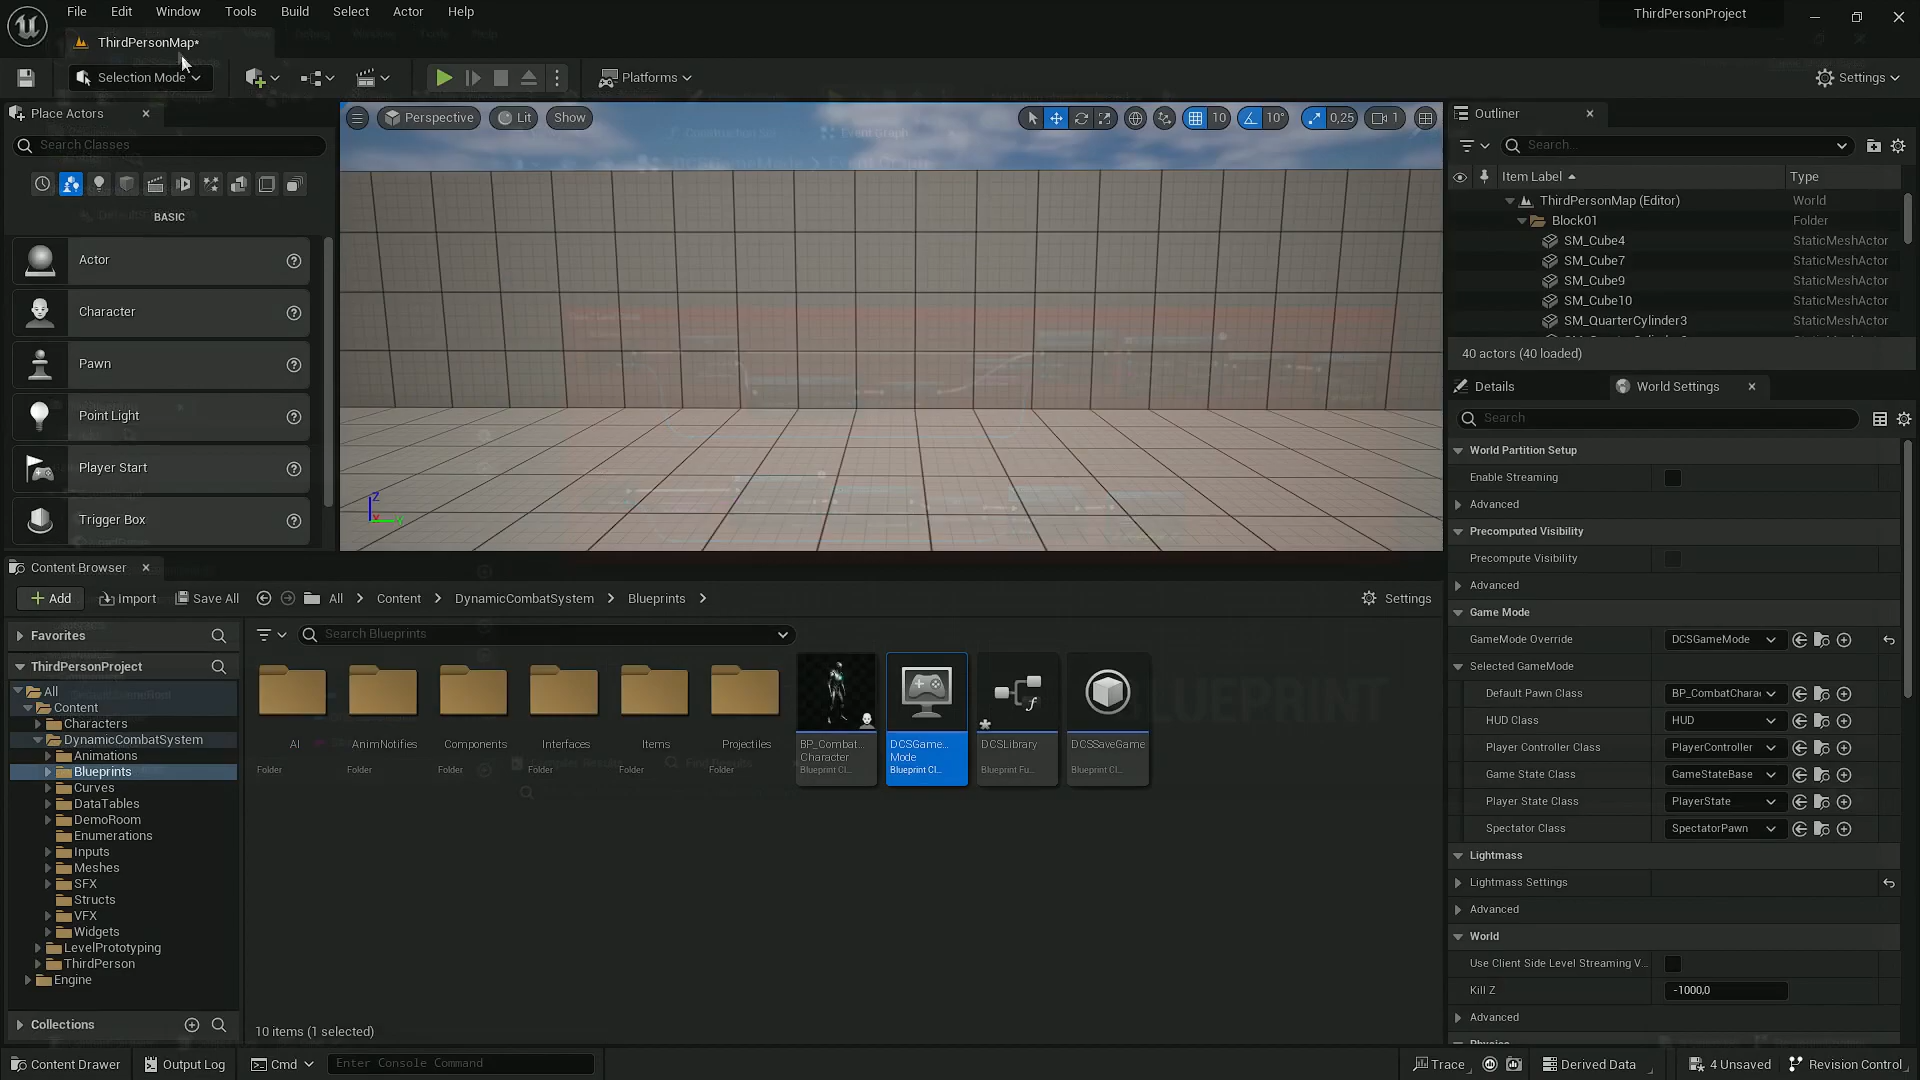 File Edit Window Tools Build Select Actor Help
ThirdPersonProject
ThirdPersonMap*
Selection Mode
Platforms
Settings
Place Actors
Search Classes
BASIC
Actor
Character
Pawn
Point Light
Player Start
Trigger Box
Perspective Lit Show
10 10° 0,25 1
Outliner
Search...
Item Label Type
ThirdPersonMap (Editor) World
Block01 Folder
SM_Cube4 StaticMeshActor
SM_Cube7 StaticMeshActor
SM_Cube9 StaticMeshActor
SM_Cube10 StaticMeshActor
SM_QuarterCylinder3 StaticMeshActor
40 actors (40 loaded)
Details World Settings
Search
World Partition Setup
Enable Streaming
Advanced
Precomputed Visibility
Precompute Visibility
Advanced
Game Mode
GameMode Override DCSGameMode
Selected GameMode
Default Pawn Class BP_CombatChara
HUD Class HUD
Player Controller Class PlayerController
Game State Class GameStateBase
Player State Class PlayerState
Spectator Class SpectatorPawn
Lightmass
Lightmass Settings
Advanced
World
Use Client Side Level Streaming V...
Kill Z -1000,0
Advanced
Content Browser
Add Import Save All All Content DynamicCombatSystem Blueprints Settings
Favorites
ThirdPersonProject
All
Content
Characters
DynamicCombatSystem
Animations
Blueprints
Curves
DataTables
DemoRoom
Enumerations
Inputs
Meshes
SFX
Structs
VFX
Widgets
LevelPrototyping
ThirdPerson
Engine
Collections
Search Blueprints
AI
Folder
AnimNotifies
Folder
Components
Folder
Interfaces
Folder
Items
Folder
Projectiles
Folder
BP_Combat...
Character
Blueprint Cl...
DCSGame...
Mode
Blueprint Cl...
DCSLibrary
Blueprint Fu...
DCSSaveGame
Blueprint Cl...
BLUEPRINT
10 items (1 selected)
Content Drawer Output Log Cmd Enter Console Command
Trace Derived Data 4 Unsaved Revision Control